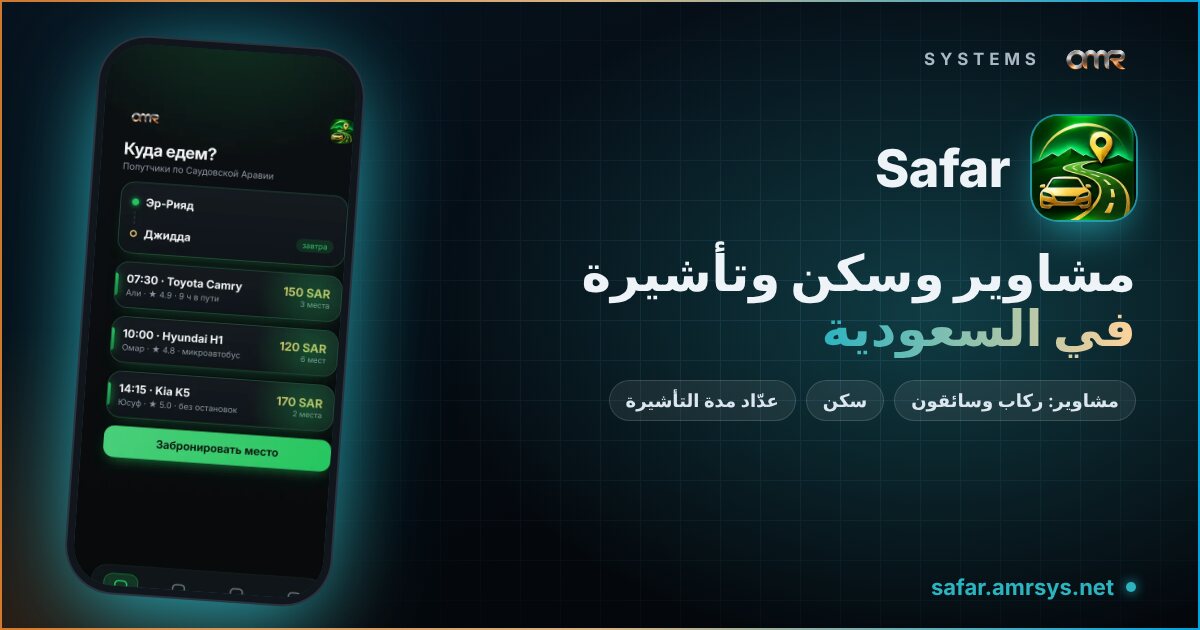 SYSTEMS amr
Safar
مشاوير وسكن وتأشيرة
في السعودية
مشاوير: ركاب وسائقون
سكن
عدّاد مدة التأشيرة
safar.amrsys.net
amr
Куда едем?
Попутчики по Саудовской Аравии
Эр-Рияд
Джидда
завтра
07:30 · Toyota Camry
150 SAR
Али · ★ 4.9 · 9 ч в пути
3 места
10:00 · Hyundai H1
120 SAR
Омар · ★ 4.8 · микроавтобус
6 мест
14:15 · Kia K5
170 SAR
Юсуф · ★ 5.0 · без остановок
2 места
Забронировать место